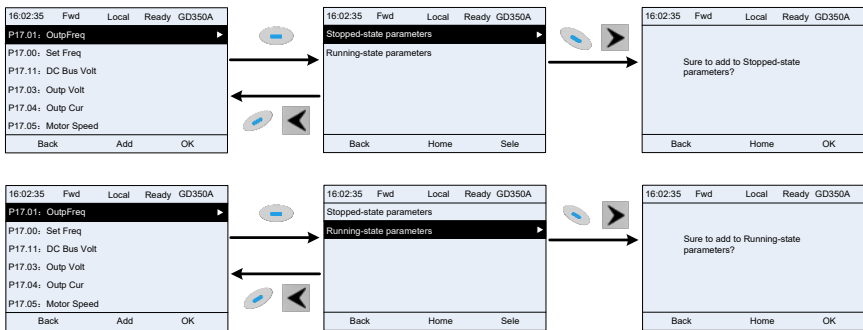 16:02:35 Fwd Local Ready GD350A
P17.01: OutpFreq
P17.00: Set Freq
P17.11: DC Bus Volt
P17.03: Outp Volt
P17.04: Outp Cur
P17.05: Motor Speed
Back Add OK
16:02:35 Fwd Local Ready GD350A
Stopped-state parameters
Running-state parameters
Back Home Sele
16:02:35 Fwd Local Ready GD350A
Sure to add to Stopped-state
parameters?
Back Home OK
16:02:35 Fwd Local Ready GD350A
P17.01: OutpFreq
P17.00: Set Freq
P17.11: DC Bus Volt
P17.03: Outp Volt
P17.04: Outp Cur
P17.05: Motor Speed
Back Add OK
16:02:35 Fwd Local Ready GD350A
Stopped-state parameters
Running-state parameters
Back Home Sele
16:02:35 Fwd Local Ready GD350A
Sure to add to Running-state
parameters?
Back Home OK